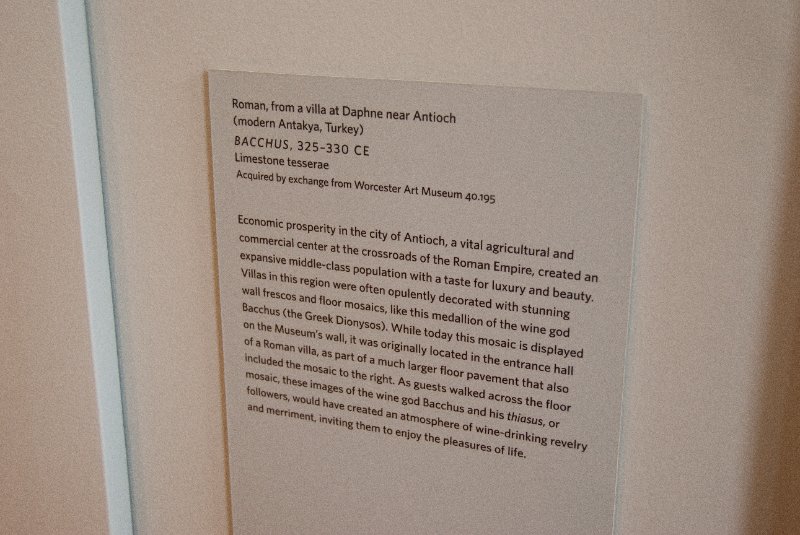 Roman, from a villa at Daphne near Antioch
(modern Antakya, Turkey)
BACCHUS, 325–330 CE
Limestone tesserae
Acquired by exchange from Worcester Art Museum 40.195
Economic prosperity in the city of Antioch, a vital agricultural and
commercial center at the crossroads of the Roman Empire, created an
expansive middle-class population with a taste for luxury and beauty.
Villas in this region were often opulently decorated with stunning
wall frescos and floor mosaics, like this medallion of the wine god
Bacchus (the Greek Dionysos). While today this mosaic is displayed
on the Museum's wall, it was originally located in the entrance hall
of a Roman villa, as part of a much larger floor pavement that also
included the mosaic to the right. As guests walked across the floor
mosaic, these images of the wine god Bacchus and his thiasus, or
followers, would have created an atmosphere of wine-drinking revelry
and merriment, inviting them to enjoy the pleasures of life.